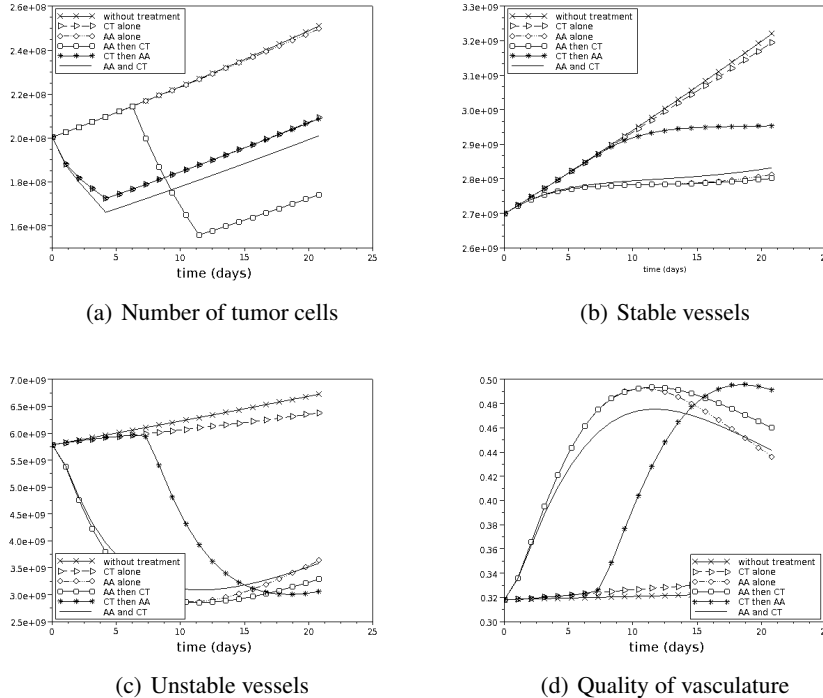 2.6e+08
2.4e+08
2.2e+08
2.0e+08
1.8e+08
1.6e+08
without treatment
CT alone
AA alone
AA then CT
CT then AA
AA and CT
0 5 10 15 20 25
time (days)
(a) Number of tumor cells
3.3e+09
3.2e+09
3.1e+09
3.0e+09
2.9e+09
2.8e+09
2.7e+09
2.6e+09
without treatment
CT alone
AA alone
AA then CT
CT then AA
AA and CT
0 5 10 15 20 25
time (days)
(b) Stable vessels
7.0e+09
6.5e+09
6.0e+09
5.5e+09
5.0e+09
4.5e+09
4.0e+09
3.5e+09
3.0e+09
2.5e+09
without treatment
CT alone
AA alone
AA then CT
CT then AA
AA and CT
0 5 10 15 20 25
time (days)
(c) Unstable vessels
0.50
0.48
0.46
0.44
0.42
0.40
0.38
0.36
0.34
0.32
0.30
without treatment
CT alone
AA alone
AA then CT
CT then AA
AA and CT
0 5 10 15 20 25
time (days)
(d) Quality of vasculature